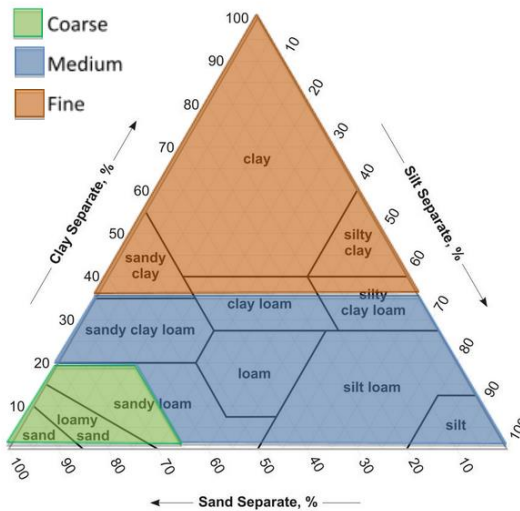 Coarse
Medium
Fine
100
90
80
70
60
50
40
30
20
10
Clay Separate, %
10
20
30
40
50
60
70
80
90
100
Silt Separate, %
clay
sandy
clay
silty
clay
clay loam
silty
clay loam
sandy clay loam
loam
silt loam
sandy loam
loamy
sand
sand
silt
100
90
80
70
60
50
40
30
20
10
Sand Separate, %